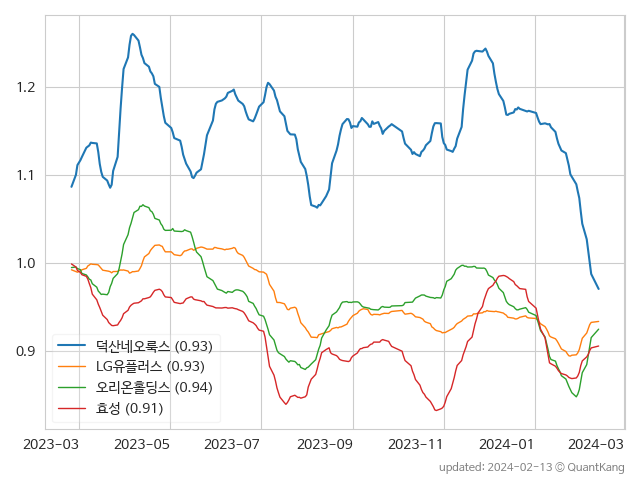 1.2
1.1
1.0
0.9
덕산네오룩스 (0.93)
LG유플러스 (0.93)
오리온홀딩스 (0.94)
효성 (0.91)
2023-03 2023-05 2023-07 2023-09 2023-11 2024-01 2024-03
updated: 2024-02-13 © QuantKang